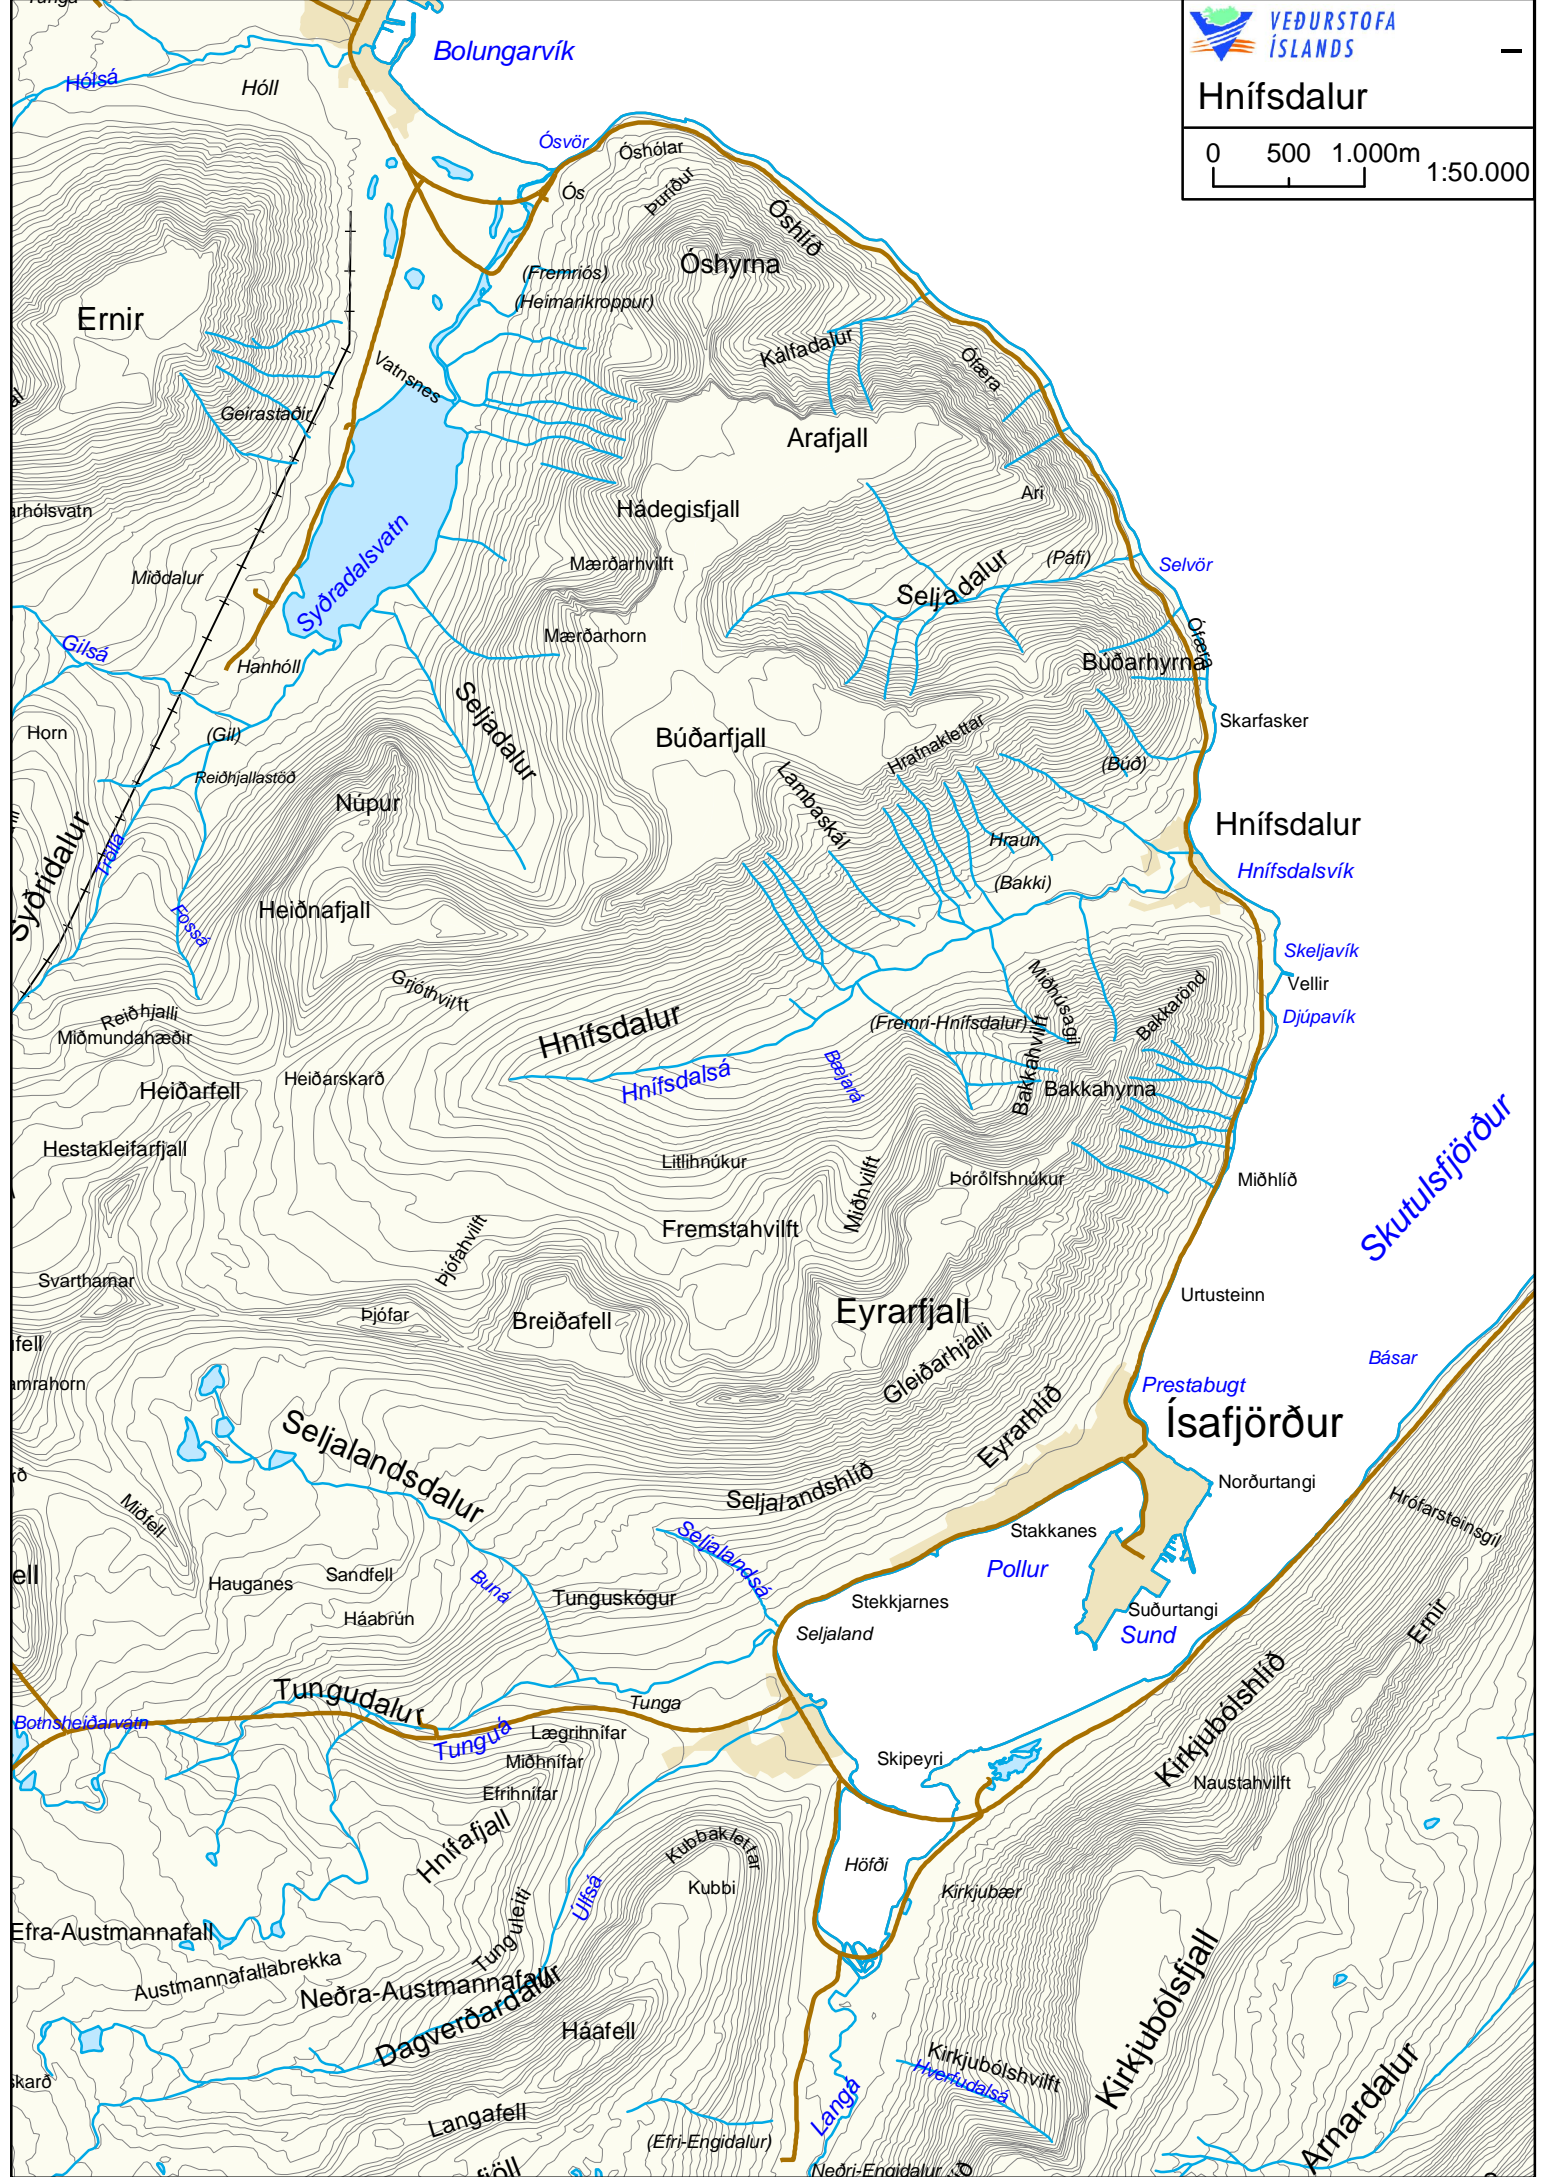 Tunga
Bolungarvík
VEÐURSTOFA
ÍSLANDS
Hnífsdalur
0 500 1.000m
1:50.000
Hólsá
Hóll
Ósvör
Óshólar
Ós
Þuríður
Óshlíð
Óshyrna
(Fremriós)
(Heimarikroppur)
Ernir
Kálfadalur
Ófæra
Vatnsnes
Geirastaðir
Arafjall
Ari
Hádegisfjall
Syðradalsvatn
Miðdalur
Mærðarhvilft
Seljadalur
(Páfi)
Selvör
Mærðarhorn
Ófæra
Búðarhyrna
Gilsá
Hanhóll
Seljadalur
Horn
(Gil)
Búðarfjall
Skarfasker
Hrafnaklettar
(Búð)
Reiðhjallastöð
Núpur
Lambaskál
Hnífsdalur
Hraun
Syðridalur
Trölla
Hnífsdalsvík
(Bakki)
Heiðnafjall
Fossá
Skeljavík
Vellir
Grjóthvilft
Miðhúsagil
Bakkarönd
Reiðhjalli
Miðmundahæðir
Hnífsdalur
(Fremri-Hnífsdalur)
Djúpavík
Heiðarskarð
Heiðarfell
Hnífsdalsá
Bæjará
Bakkahvilft
Bakkahyrna
Hestakleifarfjall
Litlihnúkur
Miðhvilft
Þórólfshnúkur
Miðhlíð
Skutulsfjörður
Fremstahvilft
Þjófahvilft
Svarthamar
Þjófar
Breiðafell
Eyrarfjall
Urtusteinn
Gleiðarhjalli
Básar
Prestabugt
Ísafjörður
Seljalandsdalur
Eyrarhlíð
Seljalandshlíð
Norðurtangi
Hrófarsteinsgil
Miðfell
Stakkanes
Seljalandsá
Pollur
Hauganes
Sandfell
Buná
Tunguskógur
Stekkjarnes
Háabrún
Suðurtangi
Seljaland
Sund
Ernir
Tungudalur
Tunga
Kirkjubólshlíð
Botnsheiðarvatn
Tunguá
Lægrihnífar
Miðhnífar
Skipeyri
Naustahvilft
Efrihnífar
Hnífafjall
Kubbaklettar
Höfði
Kubbi
Kirkjubær
Úlfsá
Tunguleiti
Efra-Austmannafall
Austmannafallabrekka
Neðra-Austmannafall
Dagverðardalur
Háafell
Kirkjubólsfjall
Kirkjubólshvilft
Hverfudalsá
Langá
Arnardalur
Langafell
(Efri-Engidalur)
Neðri-Engidalur